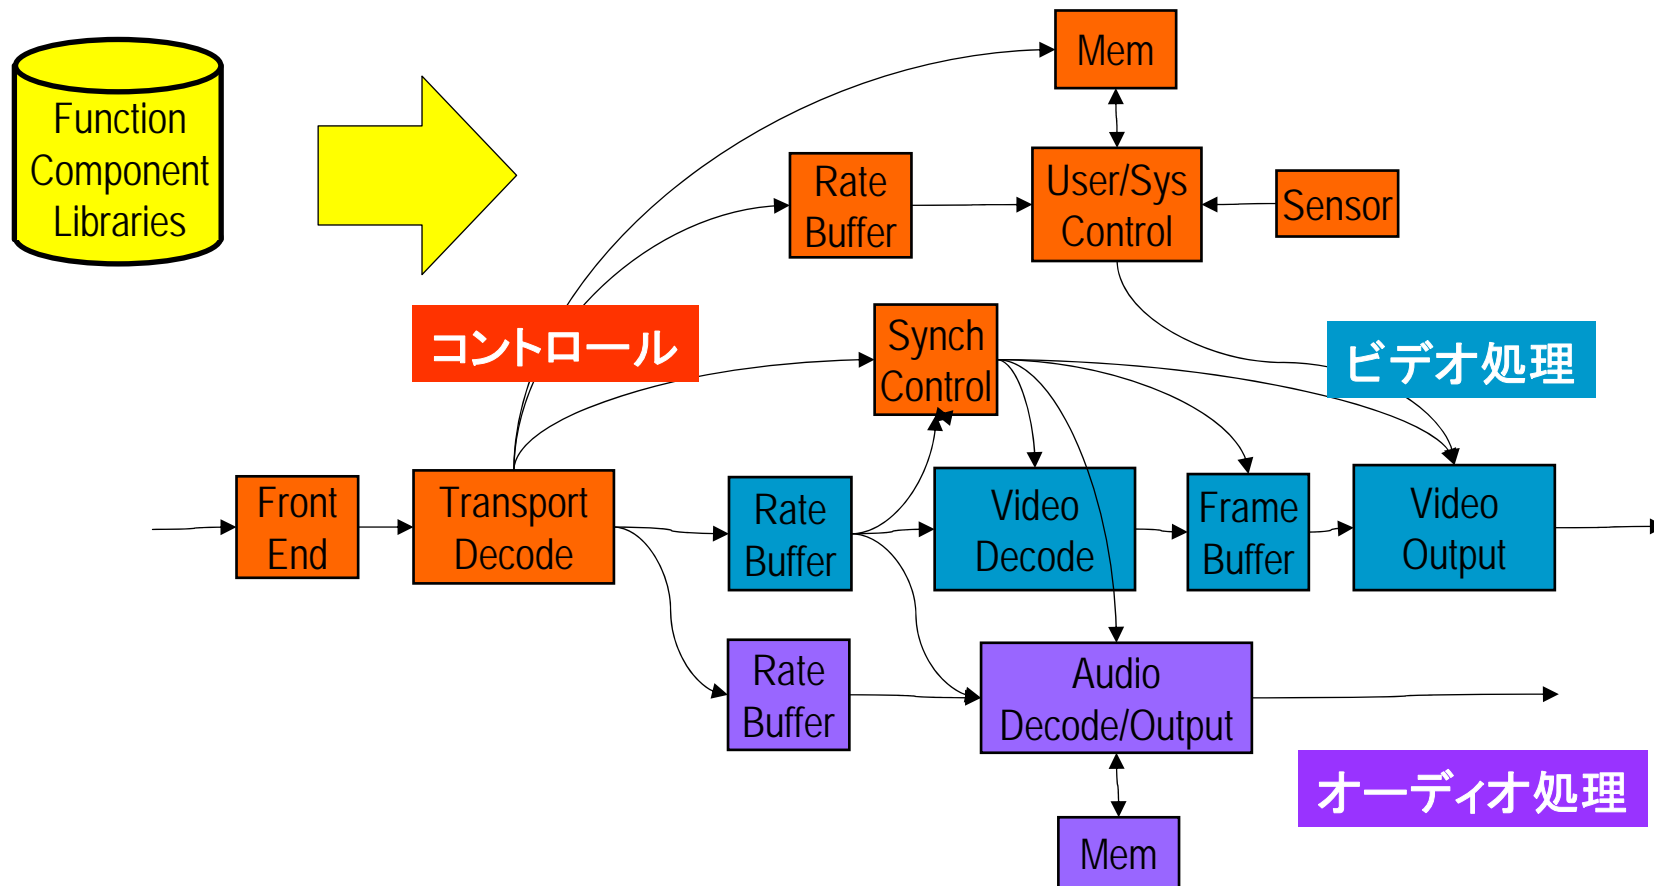 Function
Component
Libraries
Mem
Rate
Buffer
User/Sys
Control
Sensor
コントロール
Synch
Control
ビデオ処理
Front
End
Transport
Decode
Rate
Buffer
Video
Decode
Frame
Buffer
Video
Output
Rate
Buffer
Audio
Decode/Output
オーディオ処理
Mem